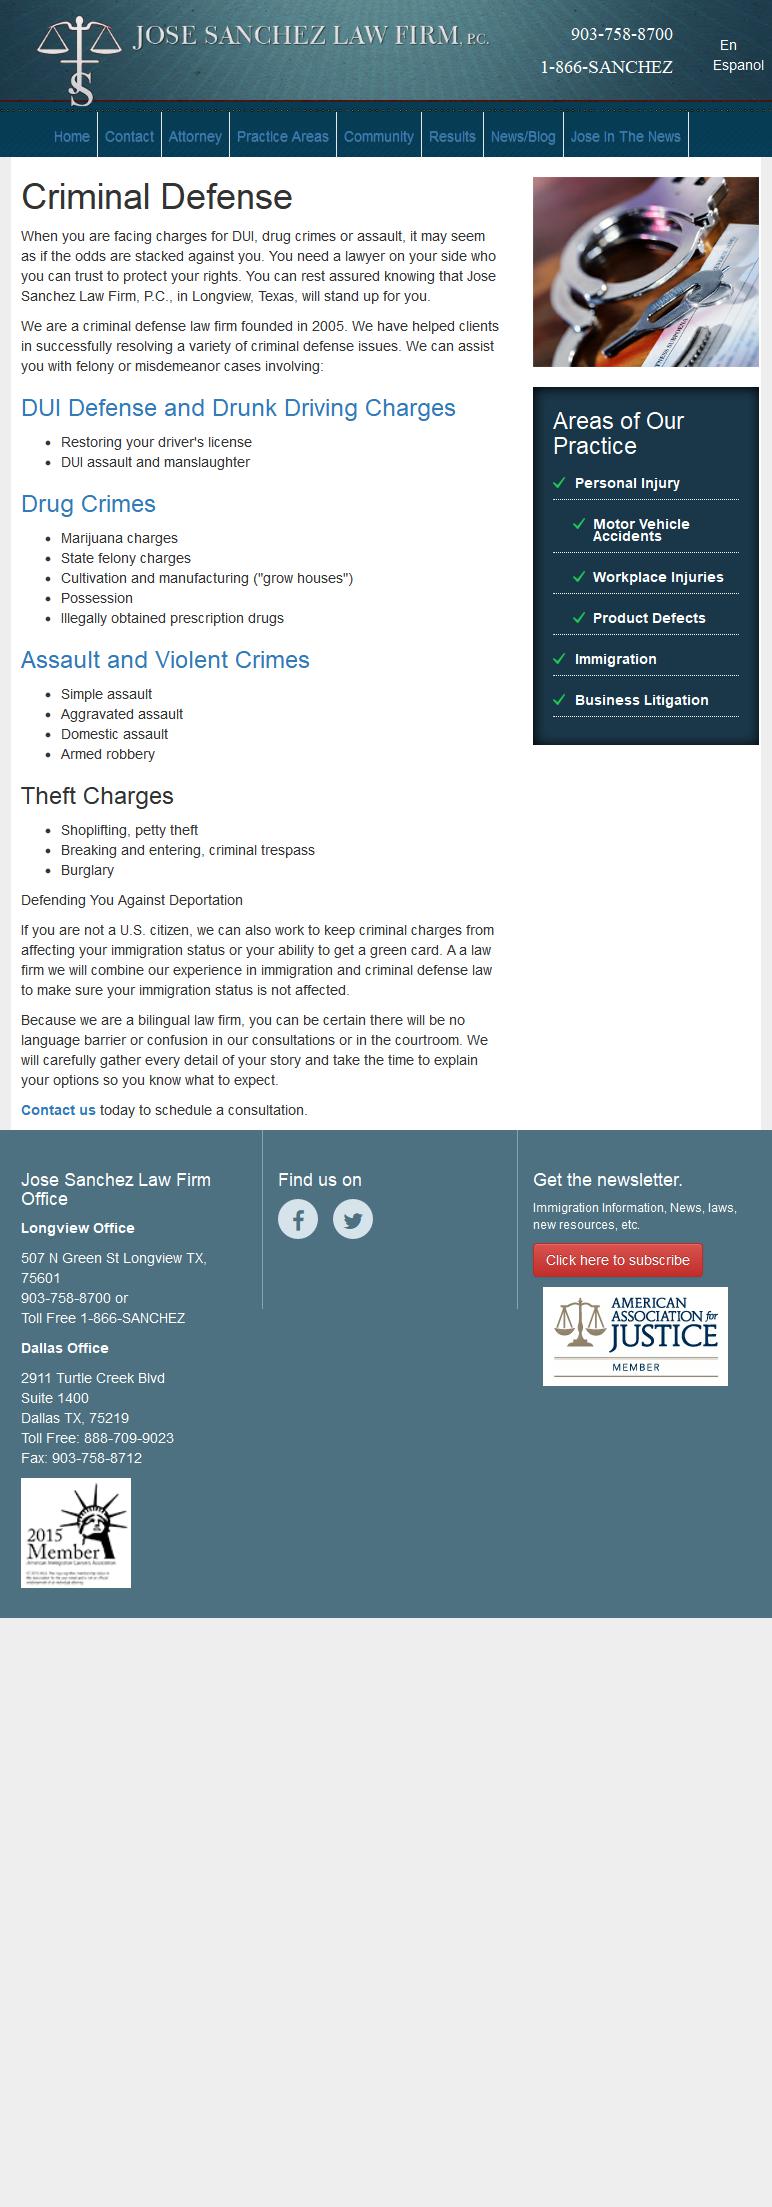 JOSE SANCHEZ LAW FIRM, P.C.
903-758-8700
1-866-SANCHEZ
En
Espanol
Home
Contact
Attorney
Practice Areas
Community
Results
News/Blog
Jose In The News
Criminal Defense
When you are facing charges for DUI, drug crimes or assault, it may seem
as if the odds are stacked against you. You need a lawyer on your side who
you can trust to protect your rights. You can rest assured knowing that Jose
Sanchez Law Firm, P.C., in Longview, Texas, will stand up for you.
We are a criminal defense law firm founded in 2005. We have helped clients
in successfully resolving a variety of criminal defense issues. We can assist
you with felony or misdemeanor cases involving:
DUI Defense and Drunk Driving Charges
Restoring your driver's license
DUI assault and manslaughter
Drug Crimes
Marijuana charges
State felony charges
Cultivation and manufacturing ("grow houses")
Possession
Illegally obtained prescription drugs
Assault and Violent Crimes
Simple assault
Aggravated assault
Domestic assault
Armed robbery
Theft Charges
Shoplifting, petty theft
Breaking and entering, criminal trespass
Burglary
Defending You Against Deportation
If you are not a U.S. citizen, we can also work to keep criminal charges from
affecting your immigration status or your ability to get a green card. A a law
firm we will combine our experience in immigration and criminal defense law
to make sure your immigration status is not affected.
Because we are a bilingual law firm, you can be certain there will be no
language barrier or confusion in our consultations or in the courtroom. We
will carefully gather every detail of your story and take the time to explain
your options so you know what to expect.
Contact us today to schedule a consultation.
Areas of Our
Practice
Personal Injury
Motor Vehicle
Accidents
Workplace Injuries
Product Defects
Immigration
Business Litigation
Jose Sanchez Law Firm
Office
Longview Office
507 N Green St Longview TX,
75601
903-758-8700 or
Toll Free 1-866-SANCHEZ
Dallas Office
2911 Turtle Creek Blvd
Suite 1400
Dallas TX, 75219
Toll Free: 888-709-9023
Fax: 903-758-8712
2015
Member
American Immigration Lawyers Association
Find us on
Get the newsletter.
Immigration Information, News, laws,
new resources, etc.
Click here to subscribe
AMERICAN
ASSOCIATION for
JUSTICE
MEMBER